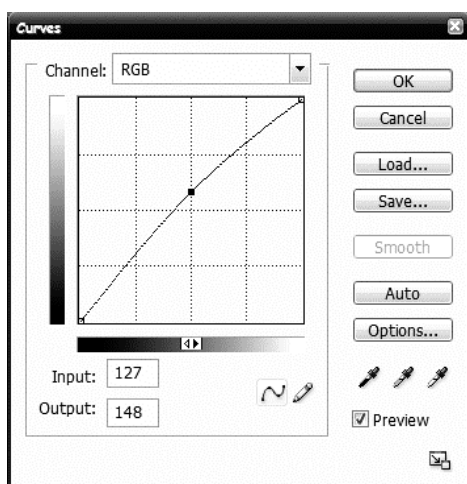 Curves
Channel: RGB
OK
Cancel
Load...
Save...
Smooth
Auto
Options...
Input: 127
Output: 148
Preview